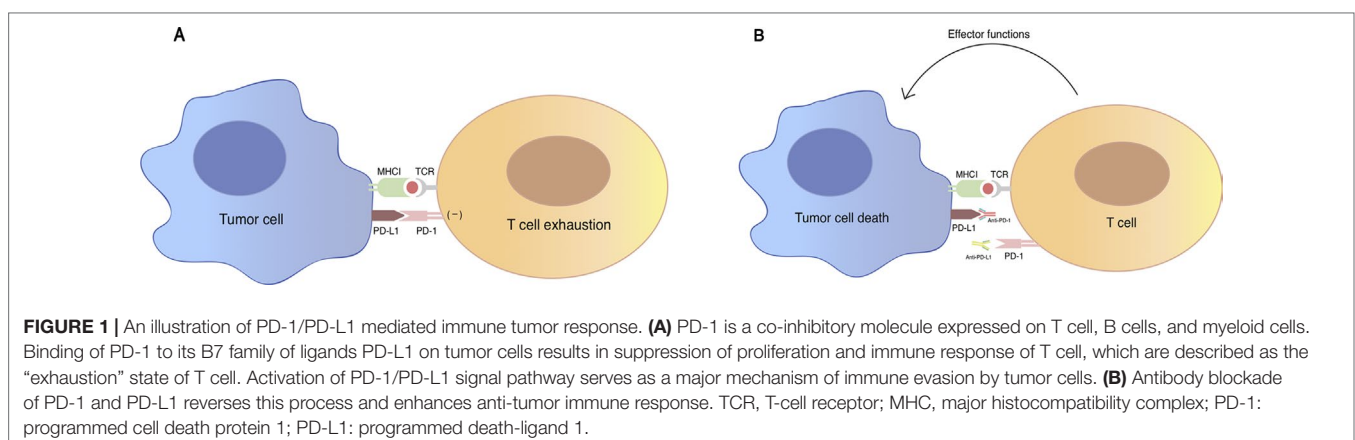 A
B
Effector functions
MHCI TCR
Tumor cell
PD-L1 PD-1
(−)
T cell exhaustion
MHCI TCR
Tumor cell death
Anti-PD-1
PD-L1
T cell
Anti-PD-L1
PD-1
FIGURE 1 | An illustration of PD-1/PD-L1 mediated immune tumor response. (A) PD-1 is a co-inhibitory molecule expressed on T cell, B cells, and myeloid cells.
Binding of PD-1 to its B7 family of ligands PD-L1 on tumor cells results in suppression of proliferation and immune response of T cell, which are described as the
“exhaustion” state of T cell. Activation of PD-1/PD-L1 signal pathway serves as a major mechanism of immune evasion by tumor cells. (B) Antibody blockade
of PD-1 and PD-L1 reverses this process and enhances anti-tumor immune response. TCR, T-cell receptor; MHC, major histocompatibility complex; PD-1:
programmed cell death protein 1; PD-L1: programmed death-ligand 1.